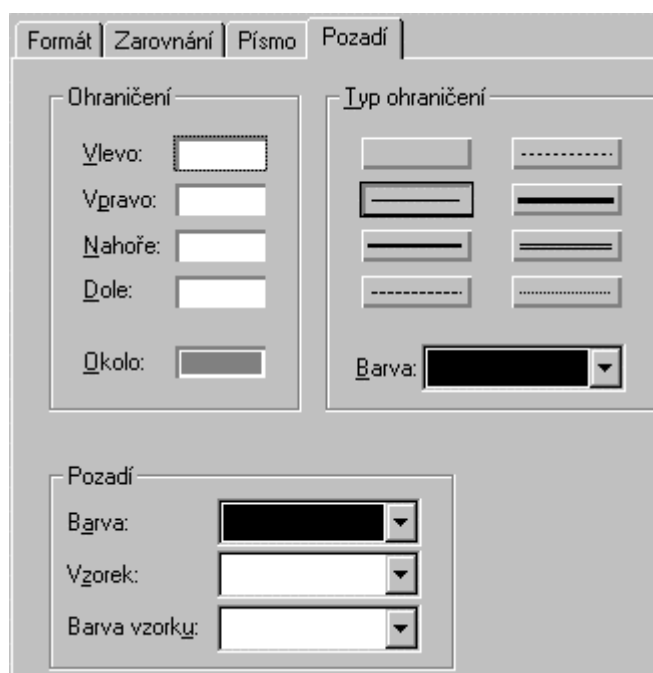 Formát Zarovnání Písmo Pozadí
Ohraničení
Vlevo:
Vpravo:
Nahoře:
Dole:
Okolo:
Typ ohraničení
Barva:
Pozadí
Barva:
Vzorek:
Barva vzorku: